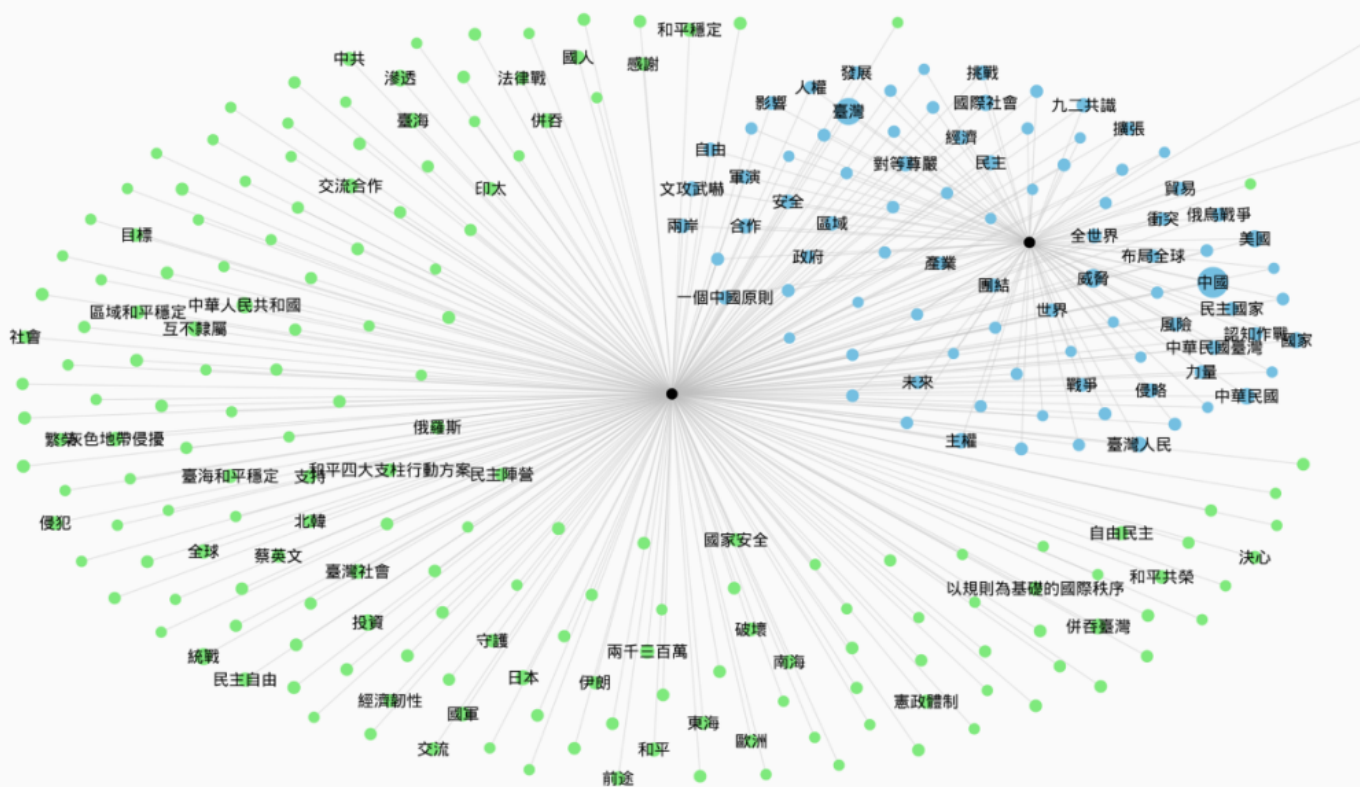 和平穩定
國人
中共
感謝
發展
挑戰
滲透
法律戰
人權
影響
國際社會
九二共識
臺灣
臺海
併吞
擴張
經濟
自由
對等尊嚴
民主
軍演
交流合作
印太
文攻武嚇
貿易
安全
俄烏戰爭
衝突
兩岸
合作
區域
目標
全世界
美國
政府
布局全球
產業
威脅
中國
團結
一個中國原則
中華人民共和國
民主國家
世界
區域和平穩定
風險
互不隸屬
認知作戰
社會
國家
中華民國臺灣
力量
未來
戰爭
侵略
中華民國
俄羅斯
繁榮
灰色地帶侵擾
主權
臺灣人民
和平四大支柱行動方案
民主陣營
臺海和平穩定
支持
北韓
侵犯
自由民主
國家安全
全球
蔡英文
決心
臺灣社會
和平共榮
以規則為基礎的國際秩序
投資
併吞臺灣
破壞
守護
兩千三百萬
統戰
南海
日本
民主自由
伊朗
經濟韌性
憲政體制
國軍
東海
歐洲
交流
和平
前途